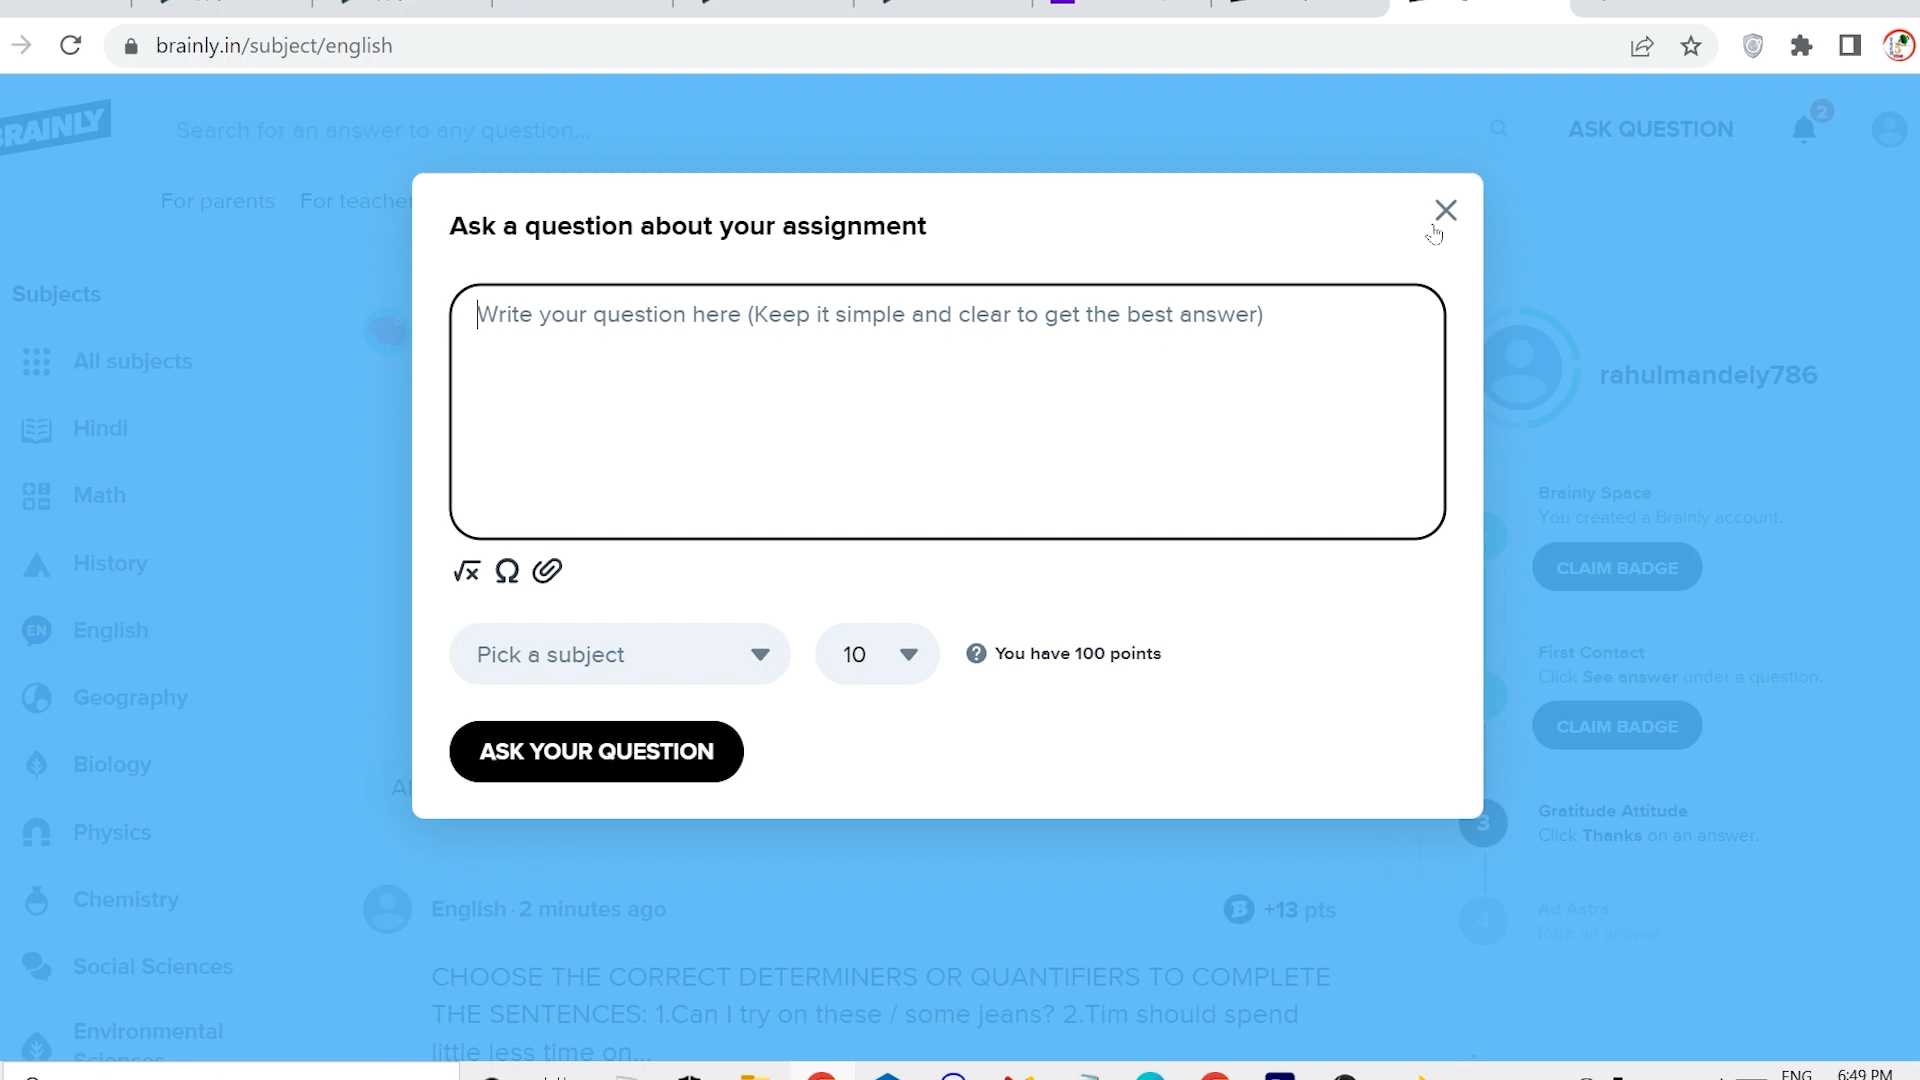 brainly.in/subject/english
BRAINLY
Search for an answer to any question...
ASK QUESTION
2
For parents For teacher
Ask a question about your assignment
Write your question here (Keep it simple and clear to get the best answer)
Pick a subject
10
You have 100 points
ASK YOUR QUESTION
Subjects
All subjects
Hindi
Math
History
EN English
Geography
Biology
Physics
Chemistry
Social Sciences
Environmental
Sciences
rahulmandely786
Brainly Space
You created a Brainly account.
CLAIM BADGE
First Contact
Click See answer under a question.
CLAIM BADGE
3
Gratitude Attitude
Click Thanks on an answer.
4
Ad Astra
Rate an answer.
English · 2 minutes ago
+13 pts
CHOOSE THE CORRECT DETERMINERS OR QUANTIFIERS TO COMPLETE
THE SENTENCES: 1.Can I try on these / some jeans? 2.Tim should spend
little less time on...
ENG
6:49 PM